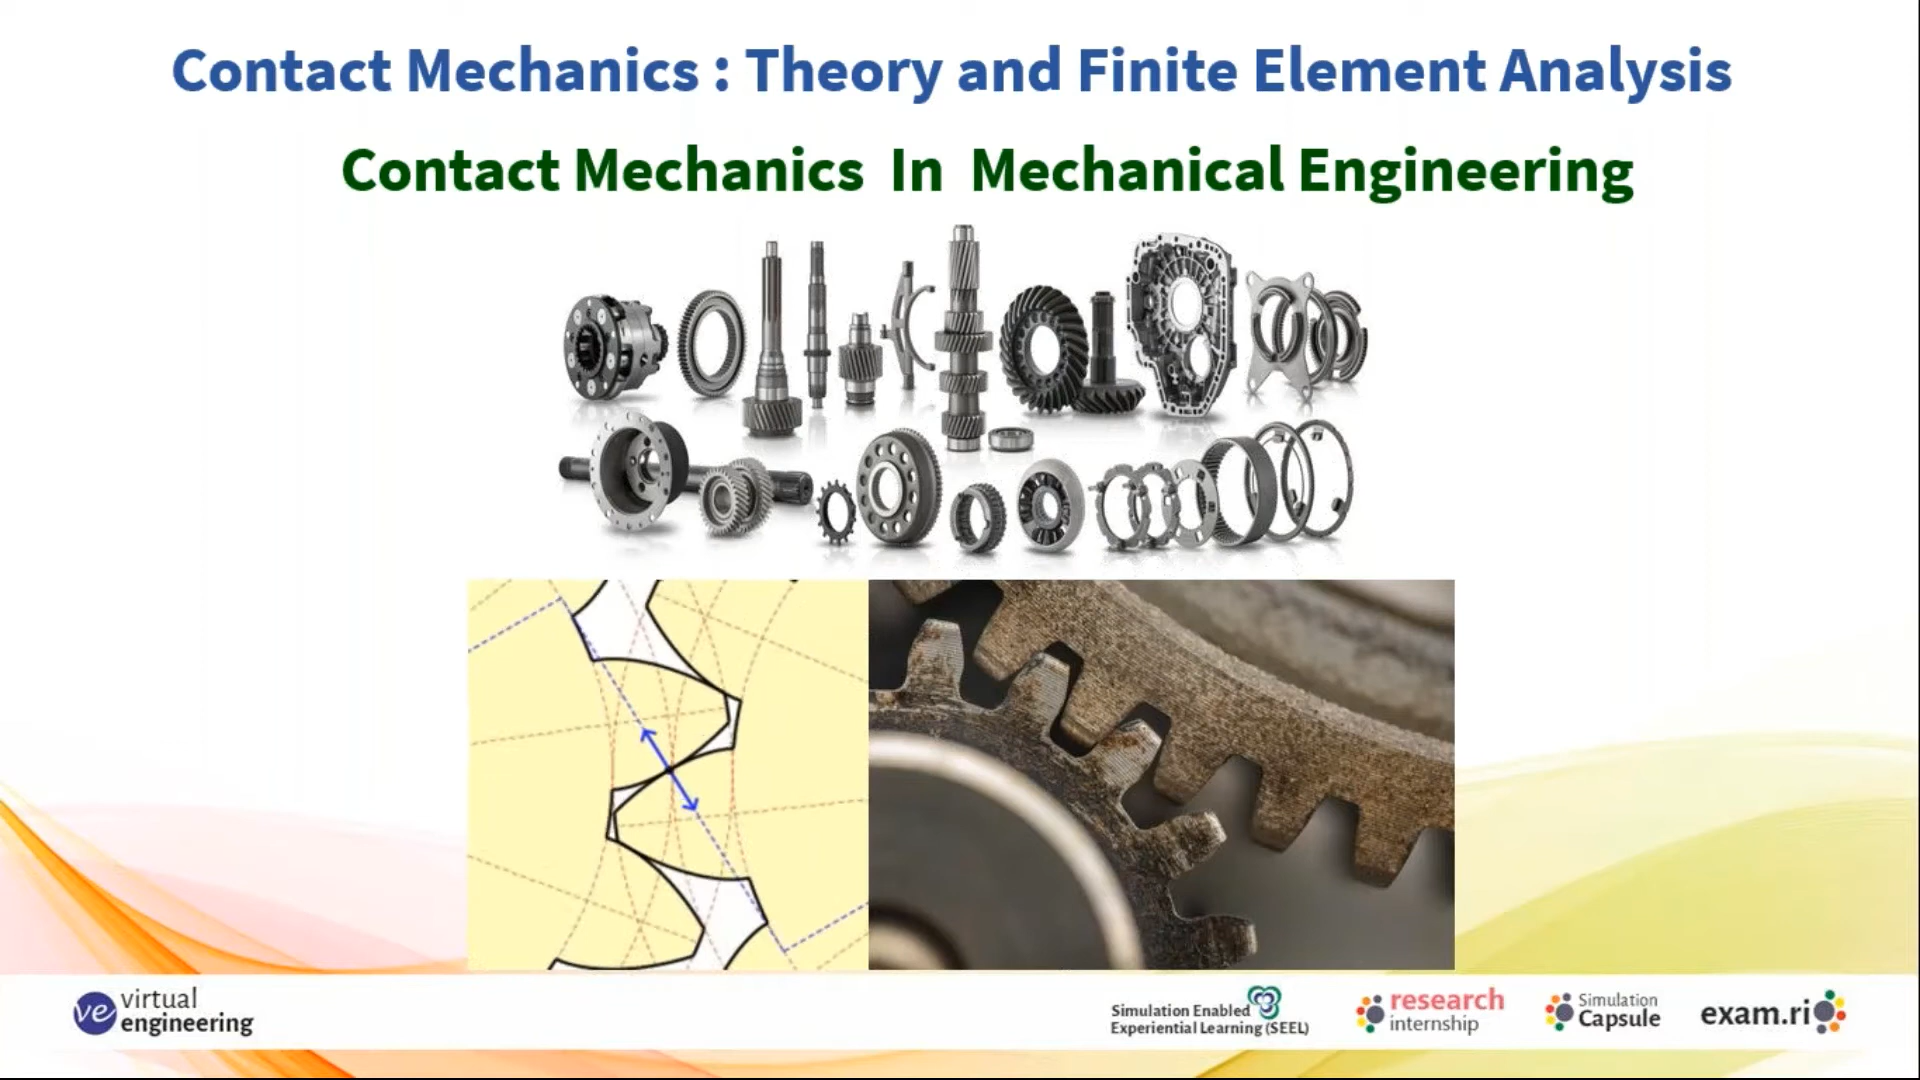 Contact Mechanics : Theory and Finite Element Analysis
Contact Mechanics In Mechanical Engineering
ve virtual
engineering
Simulation Enabled
Experiential Learning (SEEL)
research
internship
Simulation
Capsule
exam.ri